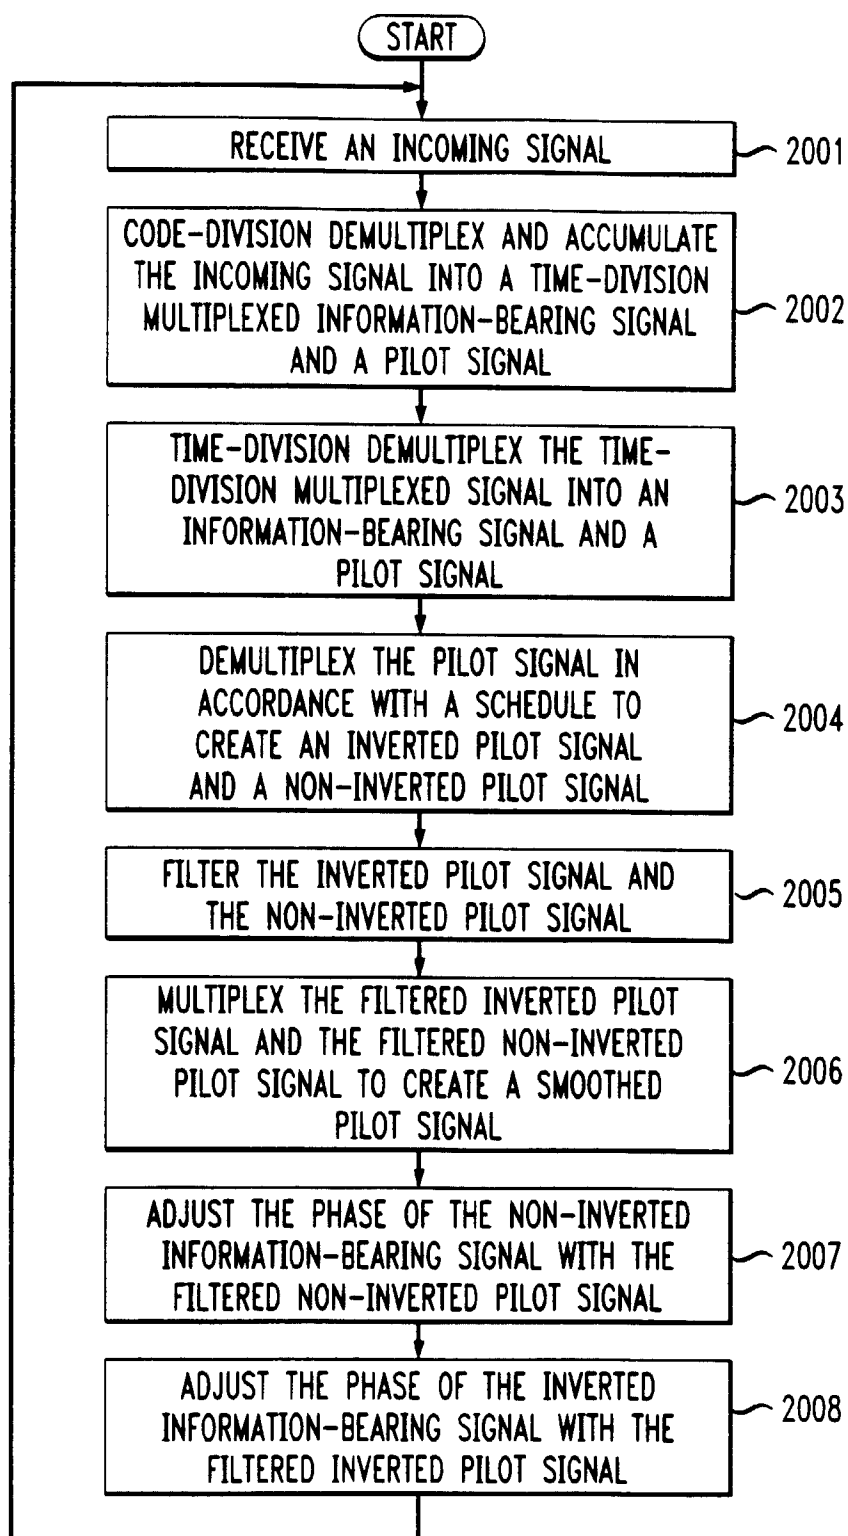 START
RECEIVE AN INCOMING SIGNAL
2001
CODE-DIVISION DEMULTIPLEX AND ACCUMULATE
THE INCOMING SIGNAL INTO A TIME-DIVISION
MULTIPLEXED INFORMATION-BEARING SIGNAL
AND A PILOT SIGNAL
2002
TIME-DIVISION DEMULTIPLEX THE TIME-
DIVISION MULTIPLEXED SIGNAL INTO AN
INFORMATION-BEARING SIGNAL AND A
PILOT SIGNAL
2003
DEMULTIPLEX THE PILOT SIGNAL IN
ACCORDANCE WITH A SCHEDULE TO
CREATE AN INVERTED PILOT SIGNAL
AND A NON-INVERTED PILOT SIGNAL
2004
FILTER THE INVERTED PILOT SIGNAL AND
THE NON-INVERTED PILOT SIGNAL
2005
MULTIPLEX THE FILTERED INVERTED PILOT
SIGNAL AND THE FILTERED NON-INVERTED
PILOT SIGNAL TO CREATE A SMOOTHED
PILOT SIGNAL
2006
ADJUST THE PHASE OF THE NON-INVERTED
INFORMATION-BEARING SIGNAL WITH THE
FILTERED NON-INVERTED PILOT SIGNAL
2007
ADJUST THE PHASE OF THE INVERTED
INFORMATION-BEARING SIGNAL WITH THE
FILTERED INVERTED PILOT SIGNAL
2008